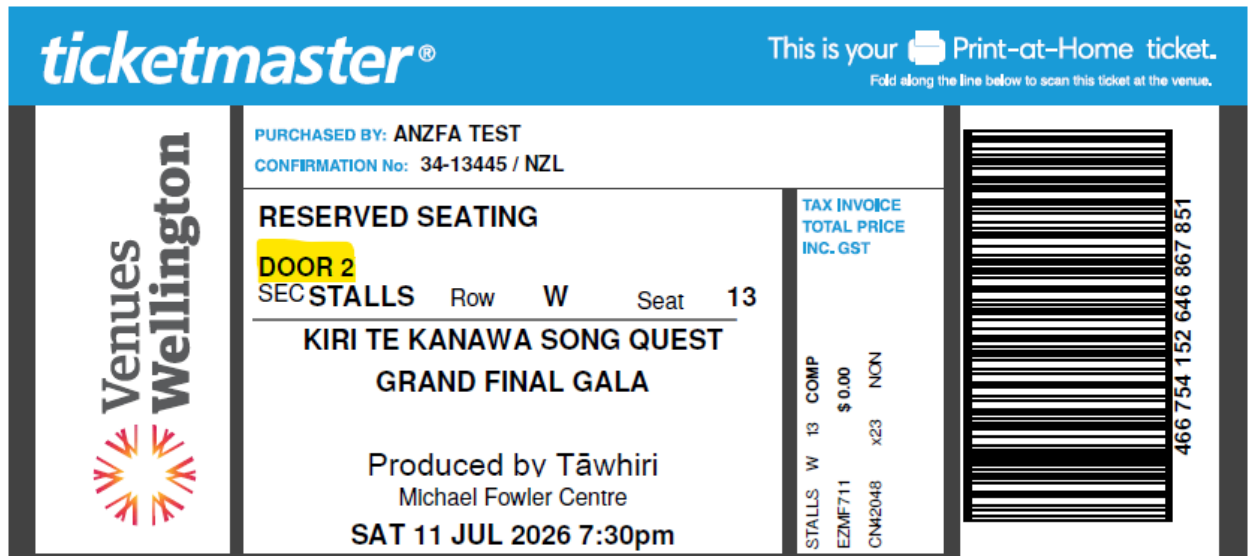 ticketmaster®
This is your Print-at-Home ticket.
Fold along the line below to scan this ticket at the venue.
Venues
Wellington
PURCHASED BY: ANZFA TEST
CONFIRMATION No: 34-13445 / NZL
RESERVED SEATING
DOOR 2
SEC STALLS Row W Seat 13
KIRI TE KANAWA SONG QUEST
GRAND FINAL GALA
Produced by Tāwhiri
Michael Fowler Centre
SAT 11 JUL 2026 7:30pm
TAX INVOICE
TOTAL PRICE
INC. GST
STALLS W 13 COMP
EZMF711 $ 0.00
CN42048 x23 NON
466 754 152 646 867 851